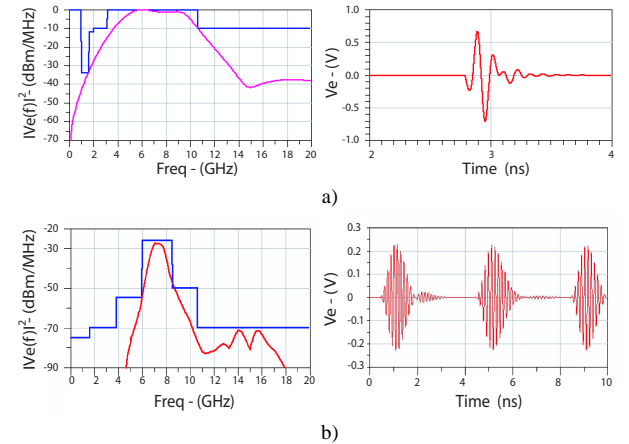 0
-10
-20
-30
-40
-50
-60
-70
0 2 4 6 8 10 12 14 16 18 20
IVe(f)I²- (dBm/MHz)
Freq - (GHz)
1.0
0.5
0.0
-0.5
-1.0
2 3 4
Ve - (V)
Time (ns)
a)
-20
-30
-50
-70
-90
0 2 4 6 8 10 12 14 16 18 20
IVe(f)I²- (dBm/MHz)
Freq - (GHz)
0.3
0.2
0.1
0
-0.1
-0.2
-0.3
0 2 4 6 8 10
Ve - (V)
Time (ns)
b)